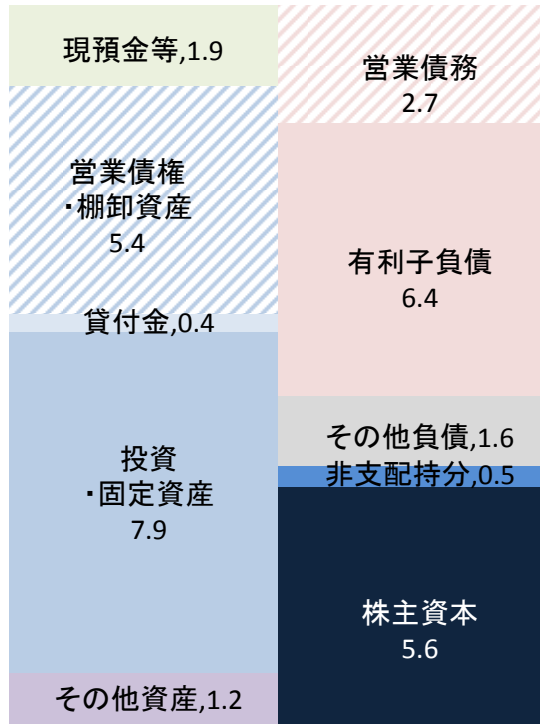 現預金等,1.9
営業債権
・棚卸資産
5.4
貸付金,0.4
投資
・固定資産
7.9
その他資産,1.2
営業債務
2.7
有利子負債
6.4
その他負債,1.6
非支配持分,0.5
株主資本
5.6